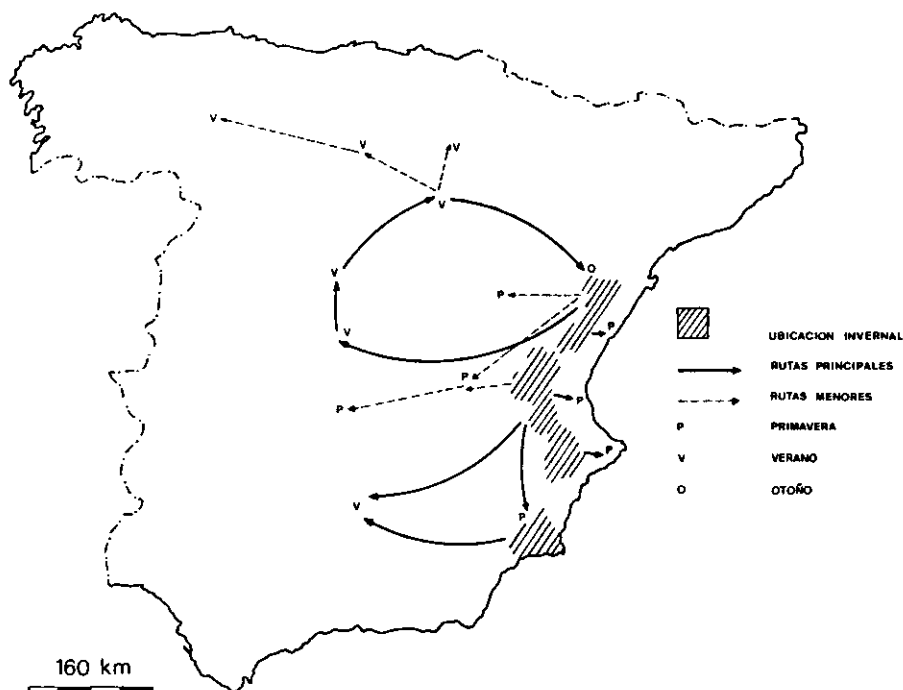 V
V
V
V
O
V
P
P
V
P
P
P
P
V
P
UBICACION INVERNAL
RUTAS PRINCIPALES
RUTAS MENORES
P PRIMAVERA
V VERANO
O OTOÑO
160 km